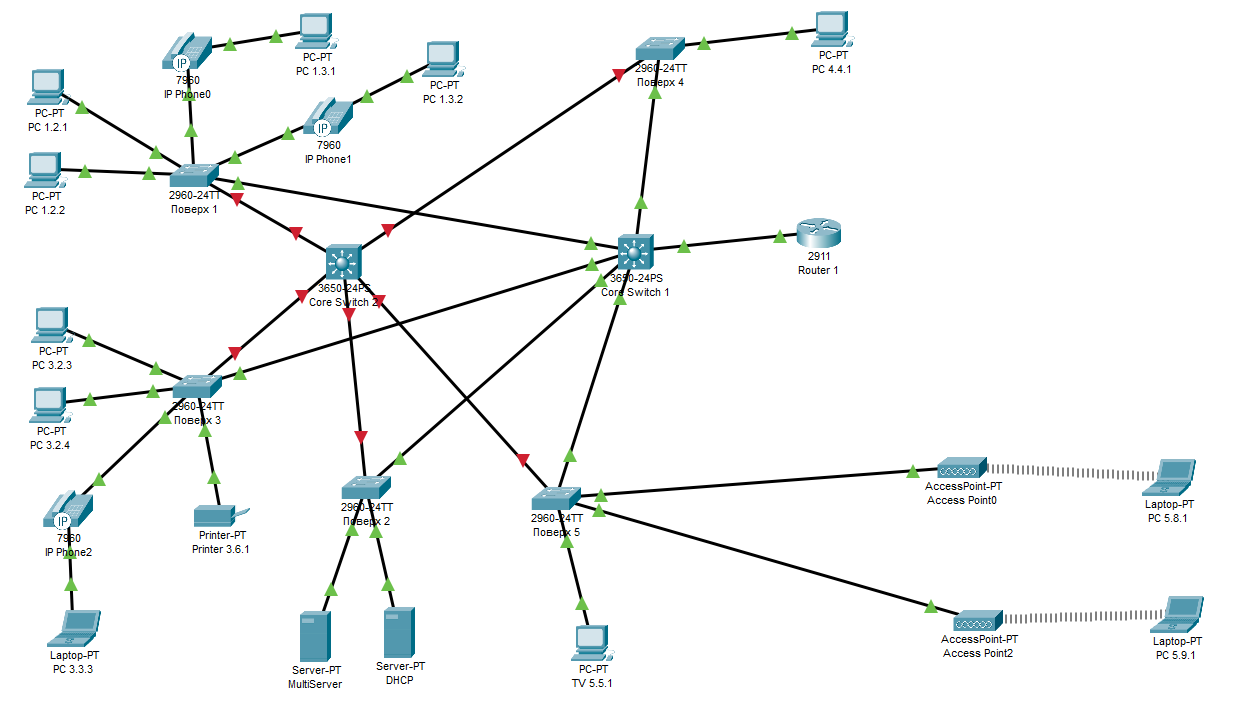 PC-PT
PC 1.3.1
IP
7960
IP Phone0
PC-PT
PC 1.3.2
IP
7960
IP Phone1
PC-PT
PC 1.2.1
PC-PT
PC 1.2.2
2960-24TT
Поверх 1
2960-24TT
Поверх 4
PC-PT
PC 4.4.1
3650-24PS
Core Switch 2
3650-24PS
Core Switch 1
2911
Router 1
PC-PT
PC 3.2.3
PC-PT
PC 3.2.4
2960-24TT
Поверх 3
IP
7960
IP Phone2
Printer-PT
Printer 3.6.1
Laptop-PT
PC 3.3.3
2960-24TT
Поверх 2
Server-PT
MultiServer
Server-PT
DHCP
2960-24TT
Поверх 5
PC-PT
TV 5.5.1
AccessPoint-PT
Access Point0
Laptop-PT
PC 5.8.1
AccessPoint-PT
Access Point2
Laptop-PT
PC 5.9.1